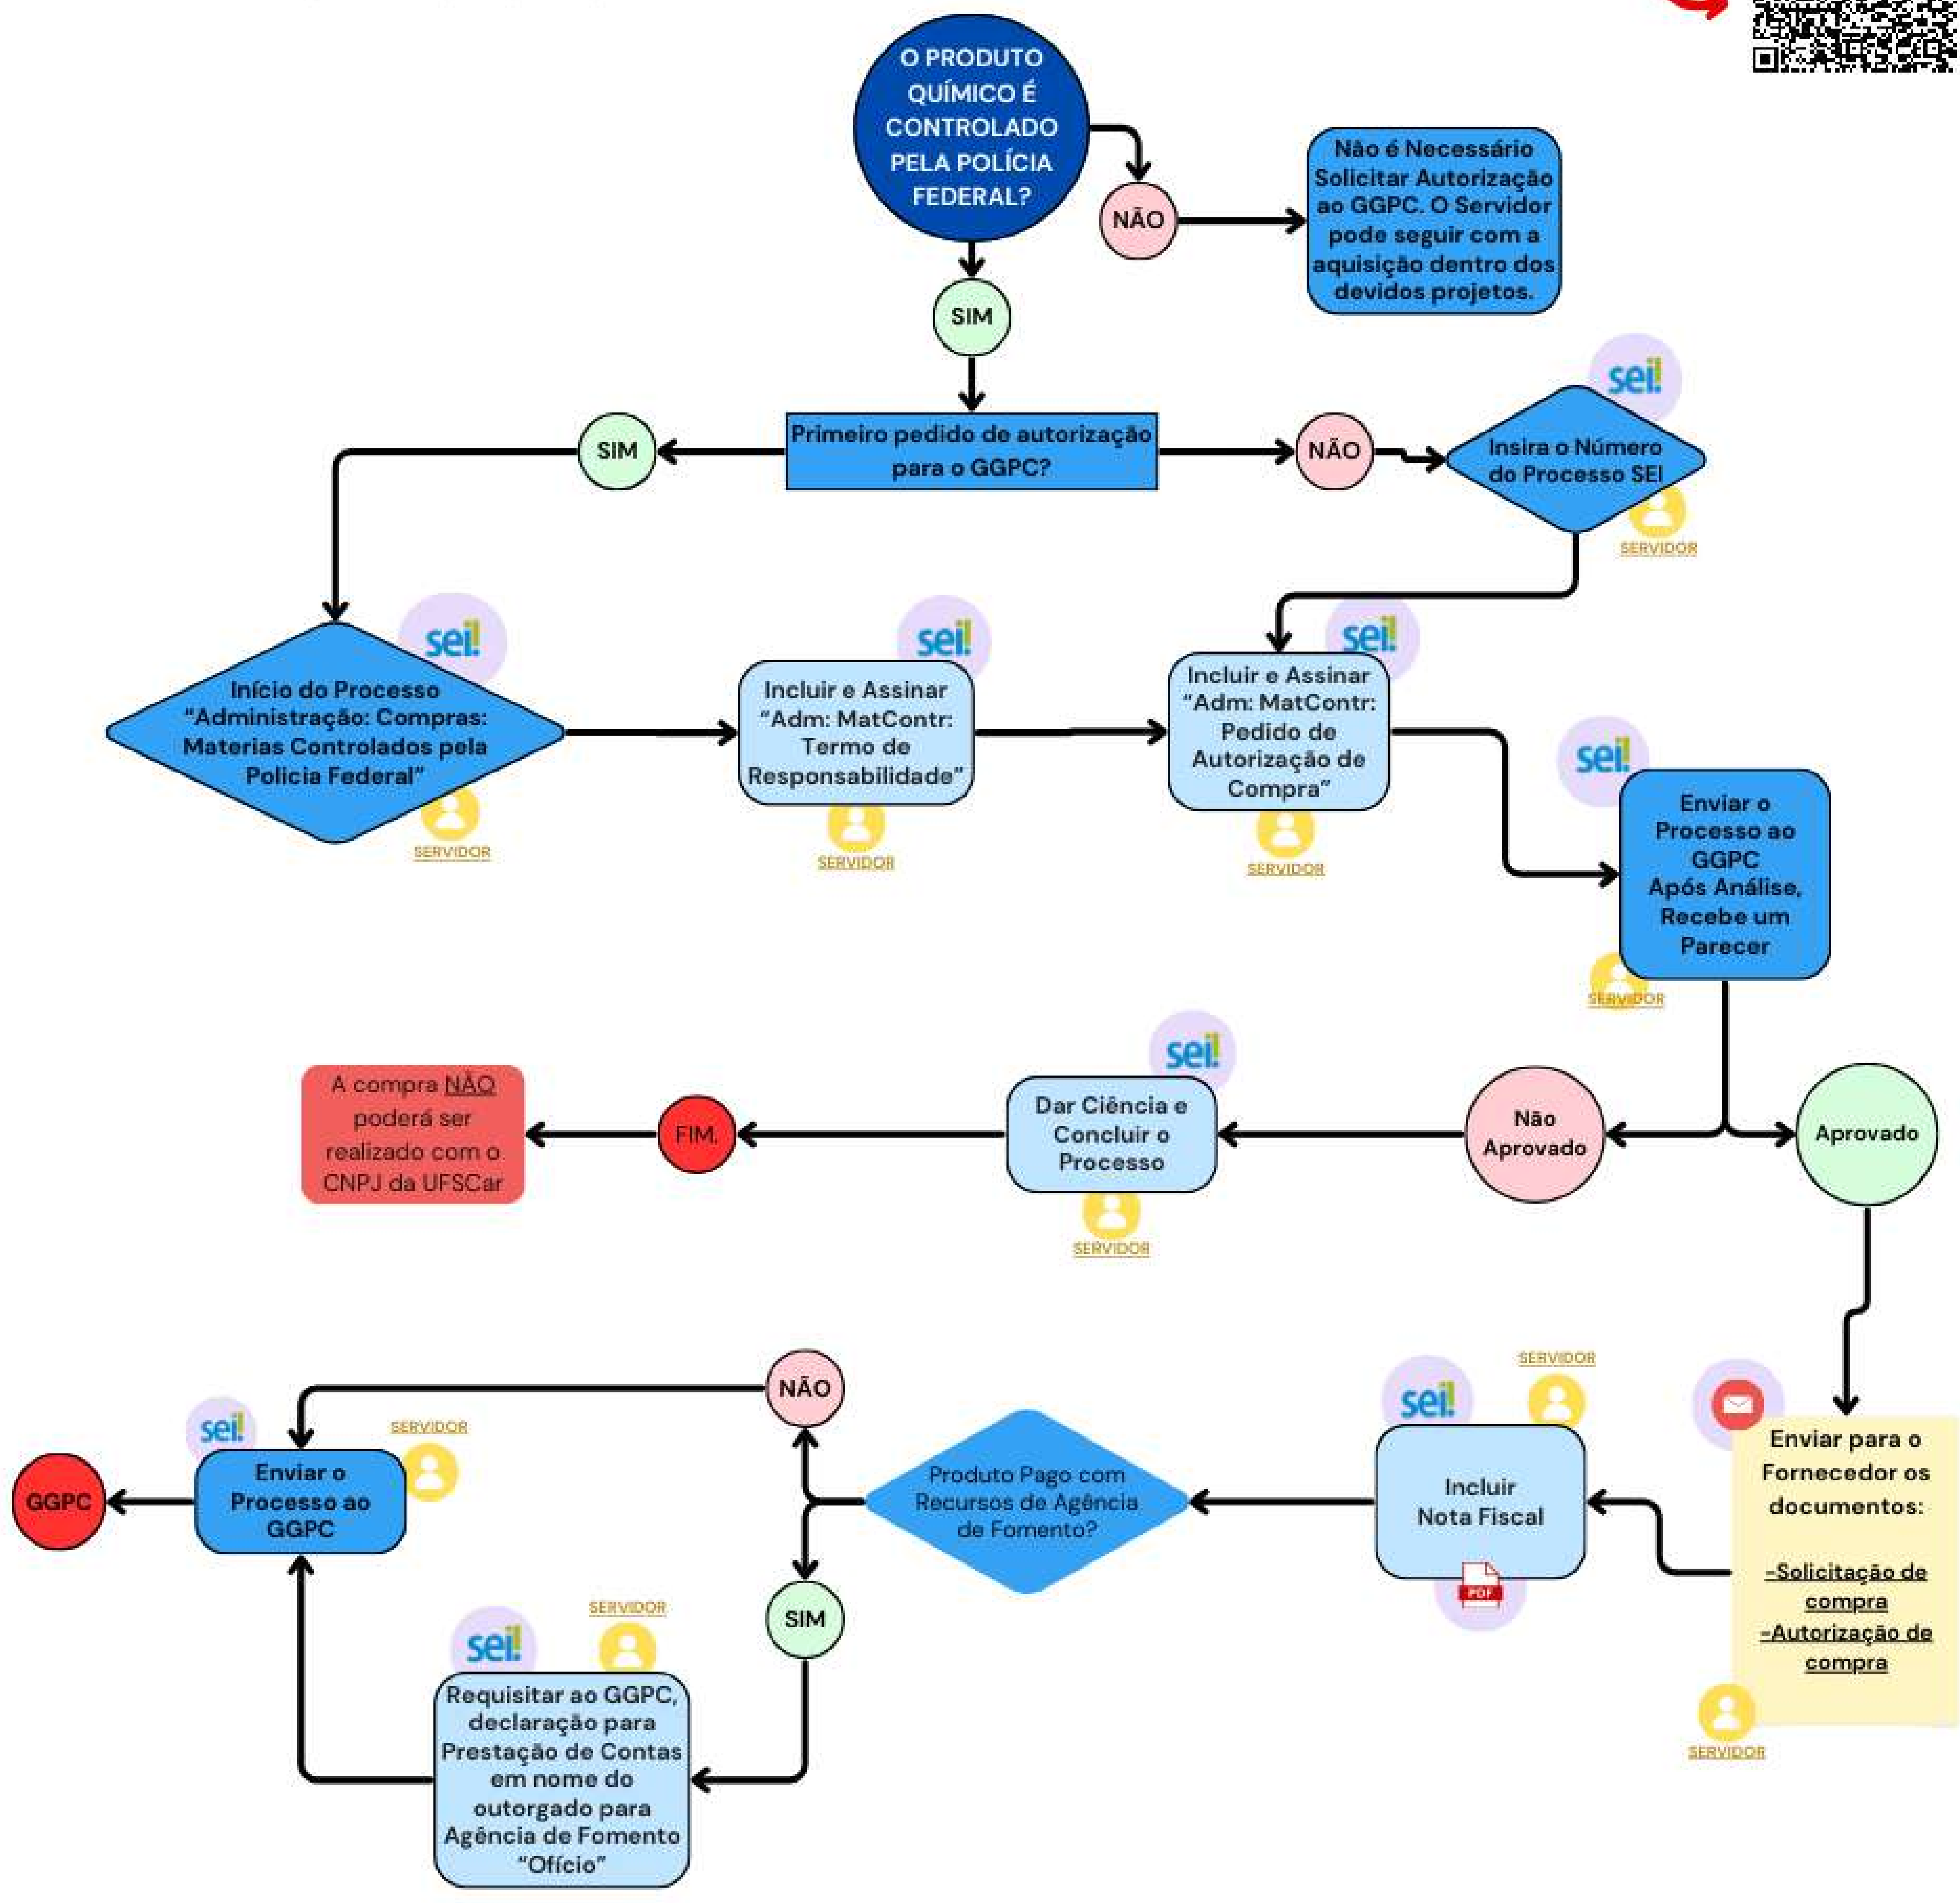 O PRODUTO
QUÍMICO É
CONTROLADO
PELA POLÍCIA
FEDERAL?
NÃO
Não é Necessário
Solicitar Autorização
ao GGPC. O Servidor
pode seguir com a
aquisição dentro dos
devidos projetos.
SIM
SIM
Primeiro pedido de autorização
para o GGPC?
NÃO
sei!
Insira o Número
do Processo SEI
SERVIDOR
sei!
Início do Processo
“Administração: Compras:
Materias Controlados pela
Policia Federal”
SERVIDOR
sei!
Incluir e Assinar
“Adm: MatContr:
Termo de
Responsabilidade”
SERVIDOR
sei!
Incluir e Assinar
“Adm: MatContr:
Pedido de
Autorização de
Compra”
SERVIDOR
sei!
Enviar o
Processo ao
GGPC
Após Análise,
Recebe um
Parecer
SERVIDOR
A compra NÃO
poderá ser
realizado com o
CNPJ da UFSCar
FIM.
sei!
Dar Ciência e
Concluir o
Processo
SERVIDOR
Não
Aprovado
Aprovado
Enviar para o
Fornecedor os
documentos:
-Solicitação de
compra
-Autorização de
compra
SERVIDOR
sei!
SERVIDOR
Incluir
Nota Fiscal
PDF
Produto Pago com
Recursos de Agência
de Fomento?
NÃO
SIM
sei!
SERVIDOR
Requisitar ao GGPC,
declaração para
Prestação de Contas
em nome do
outorgado para
Agência de Fomento
“Ofício”
sei!
SERVIDOR
Enviar o
Processo ao
GGPC
GGPC